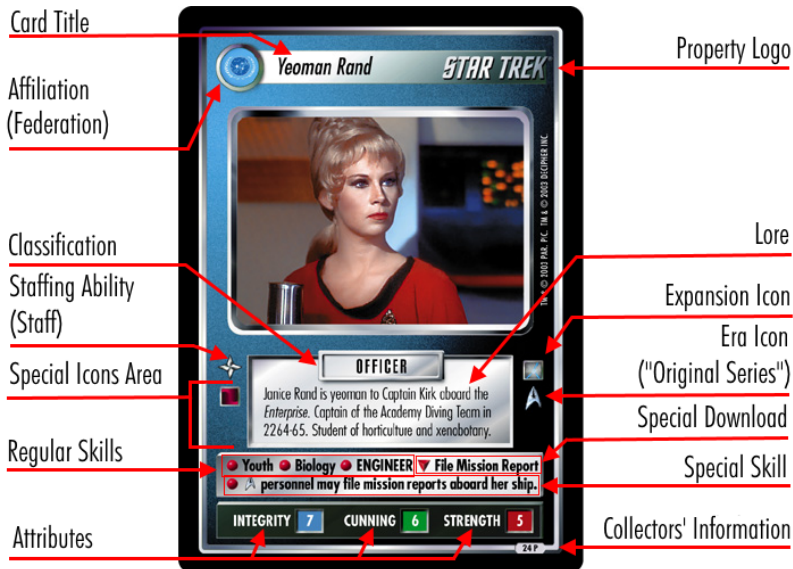 Card Title
Affiliation
(Federation)
Classification
Staffing Ability
(Staff)
Special Icons Area
Regular Skills
Attributes
Yeoman Rand
STAR TREK
TM & © 2003 PAR. PIC. TM & © 2003 DECIPHER INC.
OFFICER
Janice Rand is yeoman to Captain Kirk aboard the
Enterprise. Captain of the Academy Diving Team in
2264-65. Student of horticulture and xenobotany.
Youth Biology ENGINEER File Mission Report
personnel may file mission reports aboard her ship.
INTEGRITY 7 CUNNING 6 STRENGTH 5
24 P
Property Logo
Lore
Expansion Icon
Era Icon
("Original Series")
Special Download
Special Skill
Collectors' Information